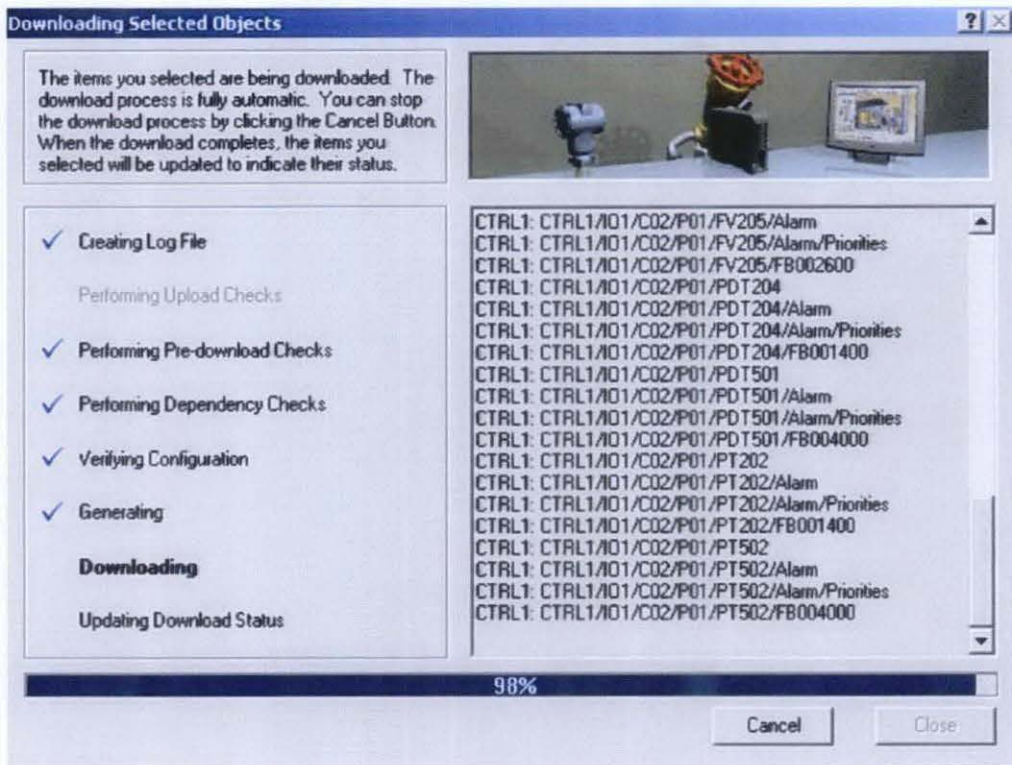 Downloading Selected Objects
The items you selected are being downloaded. The
download process is fully automatic. You can stop
the download process by clicking the Cancel Button.
When the download completes, the items you
selected will be updated to indicate their status.
Creating Log File
Performing Upload Checks
Performing Pre-download Checks
Performing Dependency Checks
Verifying Configuration
Generating
Downloading
Updating Download Status
CTRL1: CTRL1/IO1/C02/P01/FV205/Alarm
CTRL1: CTRL1/IO1/C02/P01/FV205/Alarm/Priorities
CTRL1: CTRL1/IO1/C02/P01/FV205/FB002600
CTRL1: CTRL1/IO1/C02/P01/PDT204
CTRL1: CTRL1/IO1/C02/P01/PDT204/Alarm
CTRL1: CTRL1/IO1/C02/P01/PDT204/Alarm/Priorities
CTRL1: CTRL1/IO1/C02/P01/PDT204/FB001400
CTRL1: CTRL1/IO1/C02/P01/PDT501
CTRL1: CTRL1/IO1/C02/P01/PDT501/Alarm
CTRL1: CTRL1/IO1/C02/P01/PDT501/Alarm/Priorities
CTRL1: CTRL1/IO1/C02/P01/PDT501/FB004000
CTRL1: CTRL1/IO1/C02/P01/PT202
CTRL1: CTRL1/IO1/C02/P01/PT202/Alarm
CTRL1: CTRL1/IO1/C02/P01/PT202/Alarm/Priorities
CTRL1: CTRL1/IO1/C02/P01/PT202/FB001400
CTRL1: CTRL1/IO1/C02/P01/PT502
CTRL1: CTRL1/IO1/C02/P01/PT502/Alarm
CTRL1: CTRL1/IO1/C02/P01/PT502/Alarm/Priorities
CTRL1: CTRL1/IO1/C02/P01/PT502/FB004000
98%
Cancel
Close